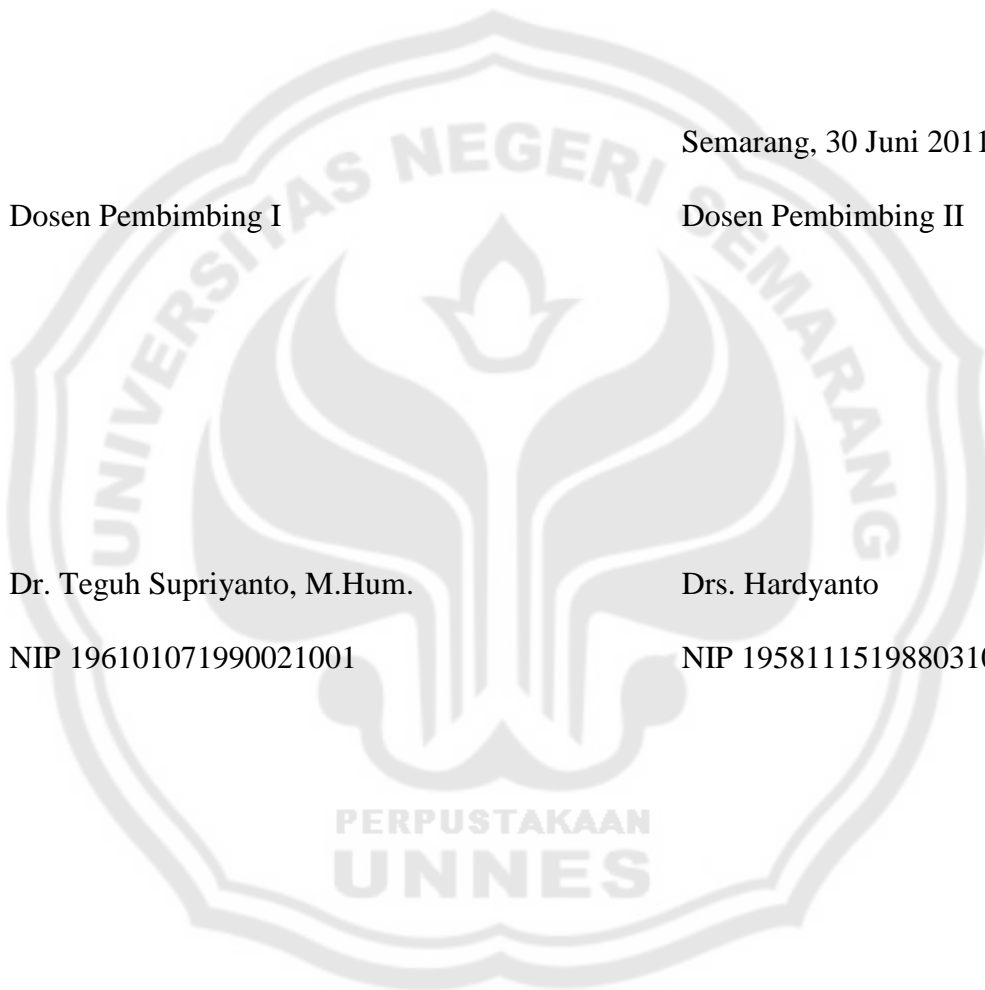 UNIVERSITAS NEGERI SEMARANG
Semarang, 30 Juni 2011
Dosen Pembimbing I
Dosen Pembimbing II
Dr. Teguh Supriyanto, M.Hum.
Drs. Hardyanto
NIP 196101071990021001
NIP 1958111519880310
PERPUSTAKAAN
UNNES